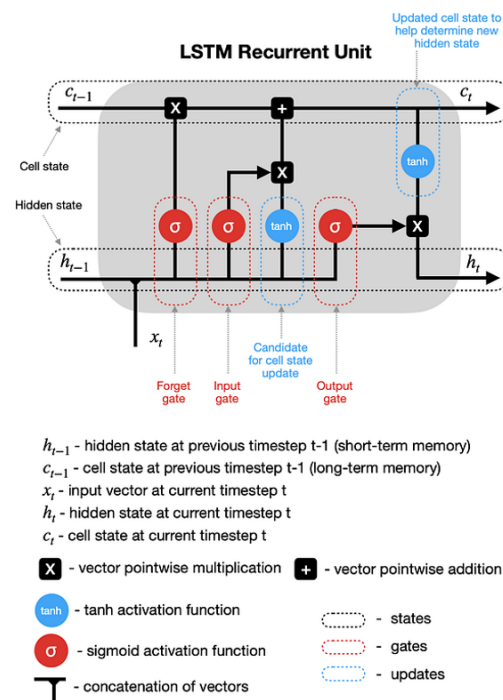 Updated cell state to
help determine new
hidden state
LSTM Recurrent Unit
c_{t-1}
c_t
X
+
Cell state
X
tanh
Hidden state
σ
σ
tanh
σ
X
h_{t-1}
h_t
x_t
Forget
gate
Input
gate
Candidate
for cell state
update
Output
gate
h_{t-1} - hidden state at previous timestep t-1 (short-term memory)
c_{t-1} - cell state at previous timestep t-1 (long-term memory)
x_t - input vector at current timestep t
h_t - hidden state at current timestep t
c_t - cell state at current timestep t
X - vector pointwise multiplication
+ - vector pointwise addition
tanh - tanh activation function
- states
σ - sigmoid activation function
- gates
- updates
- concatenation of vectors